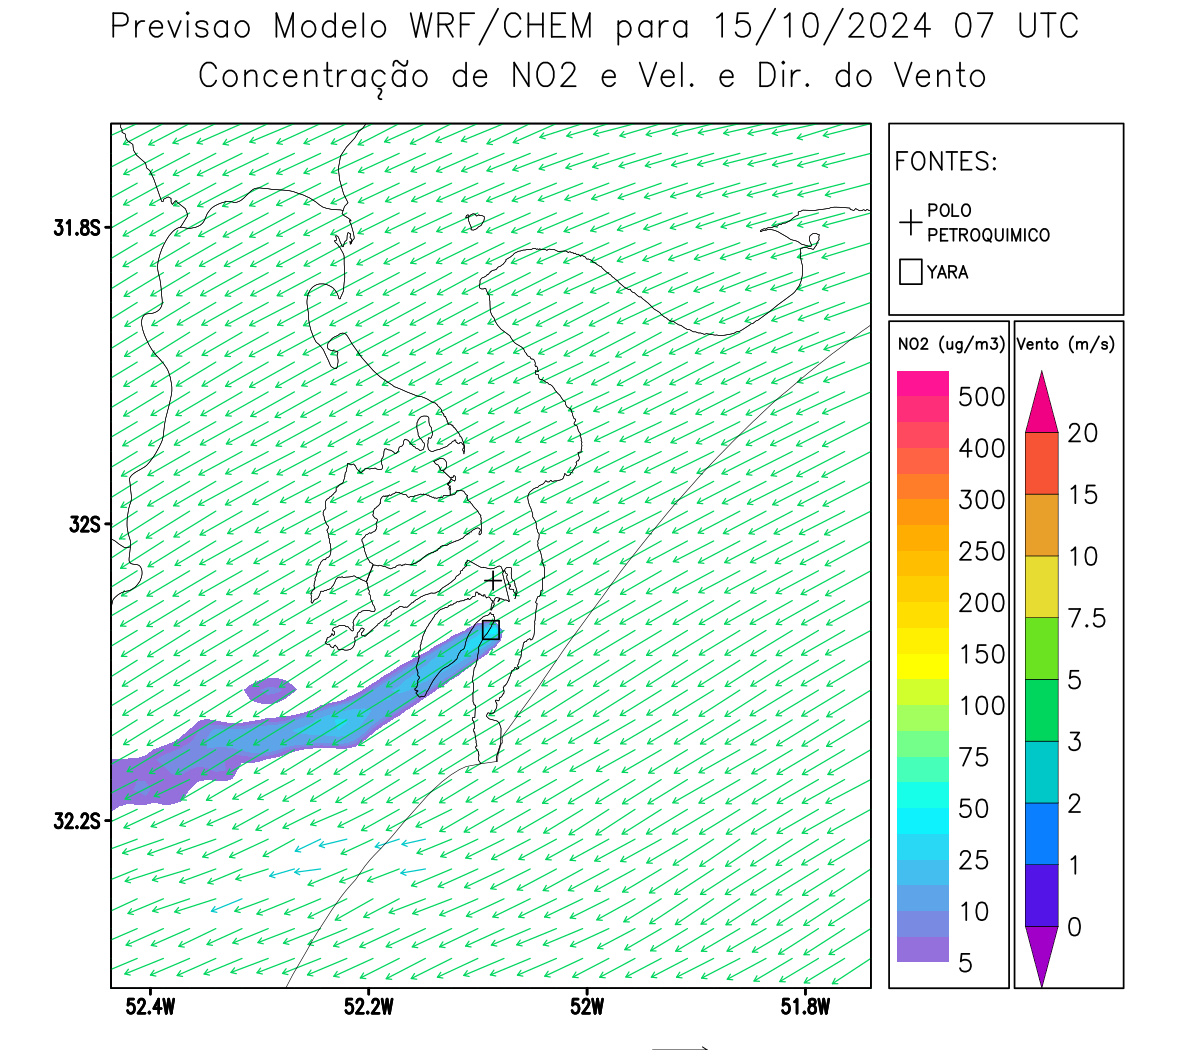 Previsao Modelo WRF/CHEM para 15/10/2024 07 UTC
Concentração de NO2 e Vel. e Dir. do Vento
FONTES:
POLO
PETROQUIMICO
YARA
NO2 (ug/m3)
500
400
300
250
200
150
100
75
50
25
10
5
Vento (m/s)
20
15
10
7.5
5
3
2
1
0
31.8S
32S
32.2S
52.4W
52.2W
52W
51.8W